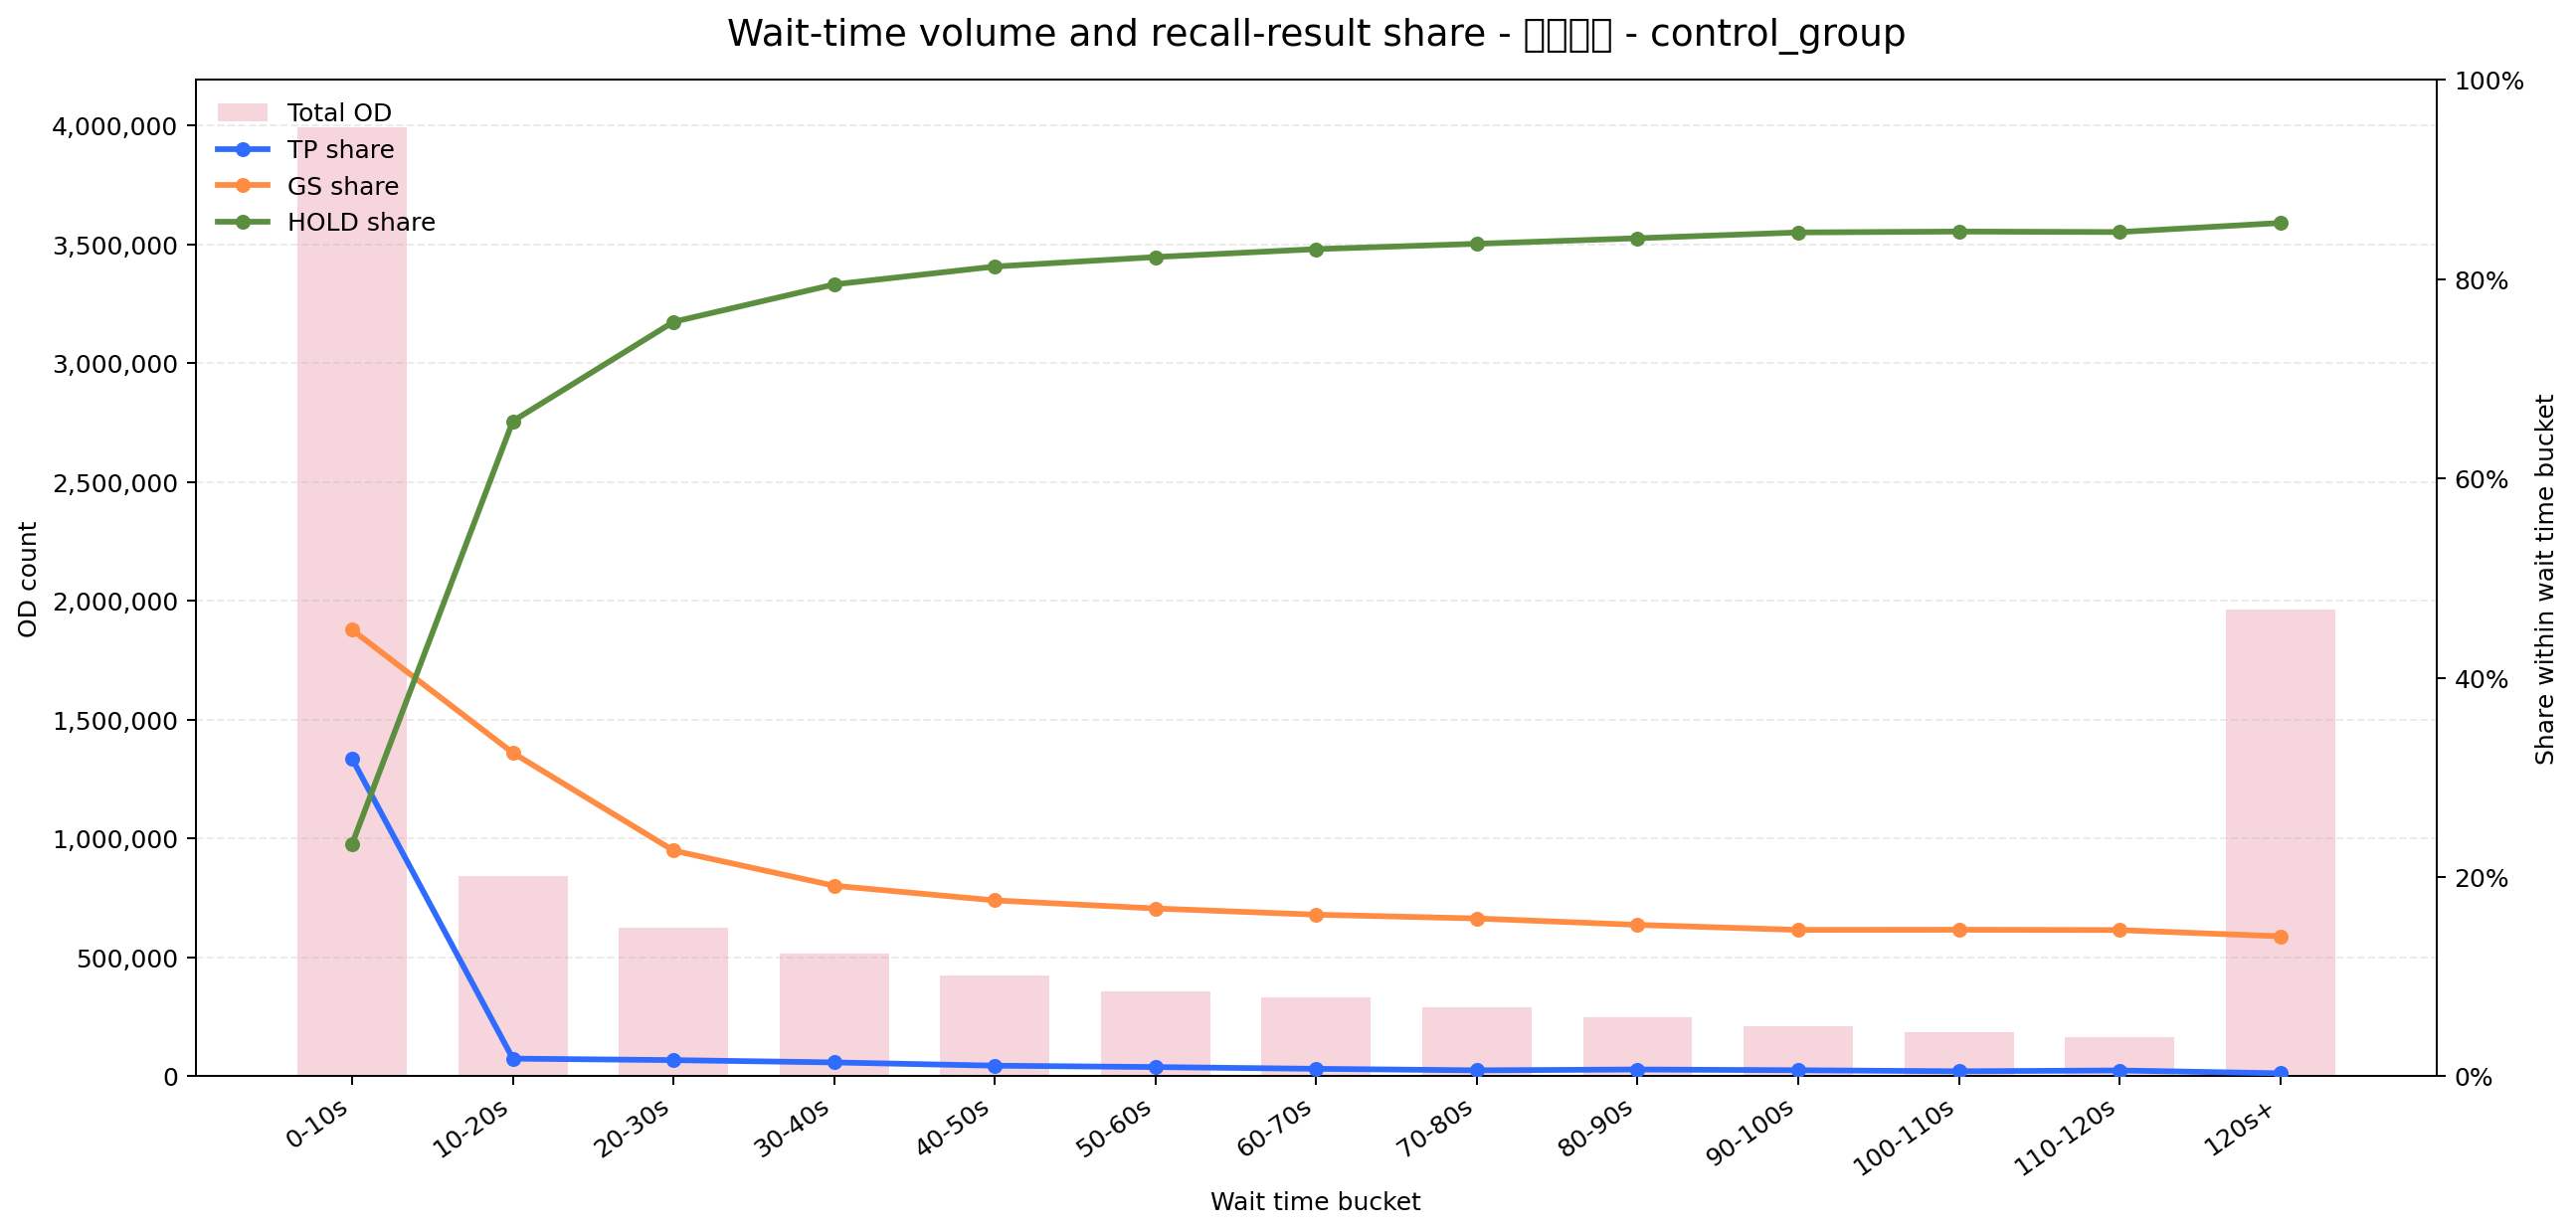 Wait-time volume and recall-result share - □□□□ - control_group
Total OD
TP share
GS share
HOLD share
OD count
4,000,000
3,500,000
3,000,000
2,500,000
2,000,000
1,500,000
1,000,000
500,000
0
100%
80%
60%
40%
20%
0%
Share within wait time bucket
0-10s
10-20s
20-30s
30-40s
40-50s
50-60s
60-70s
70-80s
80-90s
90-100s
100-110s
110-120s
120s+
Wait time bucket